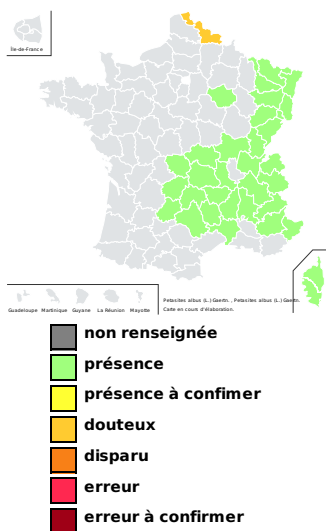 Île-de-France
Guadeloupe Martinique Guyane La Réunion Mayotte
Petasites albus (L.) Gaertn. , Petasites albus (L.) Gaertn.
Carte en cours d'élaboration.
non renseignée
présence
présence à confimer
douteux
disparu
erreur
erreur à confirmer